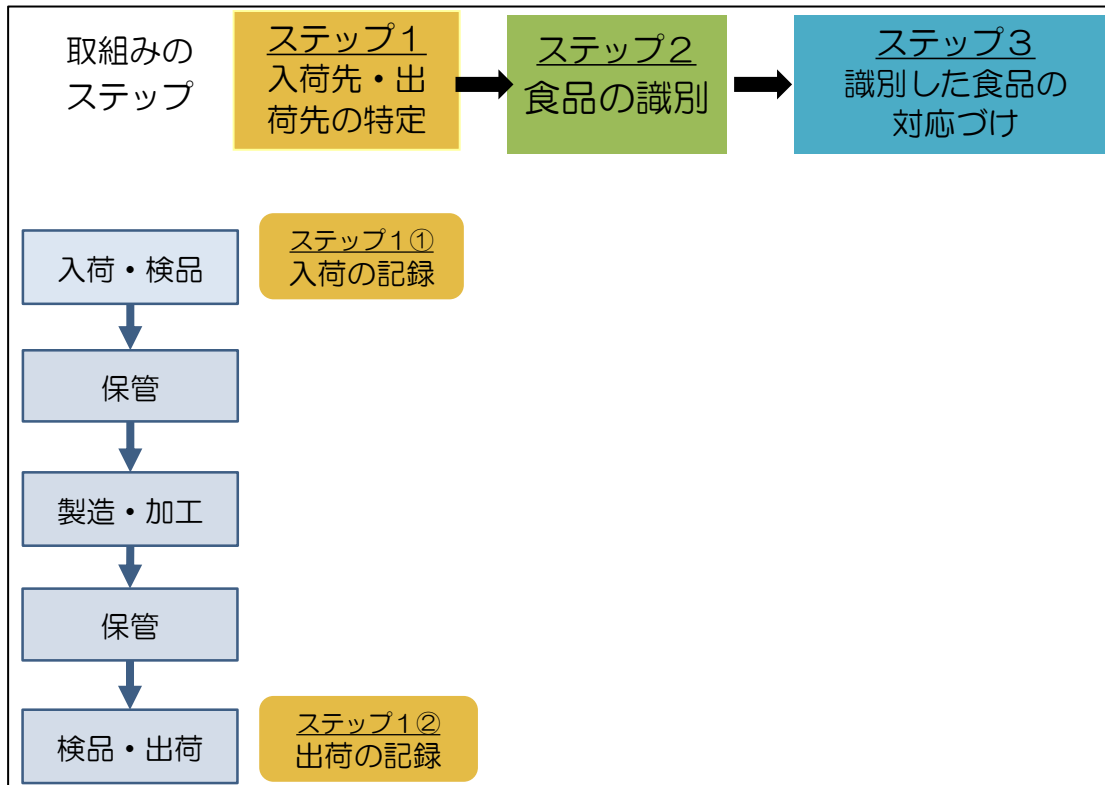 取組みの
ステップ
ステップ１
入荷先・出
荷先の特定
ステップ２
食品の識別
ステップ３
識別した食品の
対応づけ
入荷・検品
ステップ１①
入荷の記録
保管
製造・加工
保管
検品・出荷
ステップ１②
出荷の記録